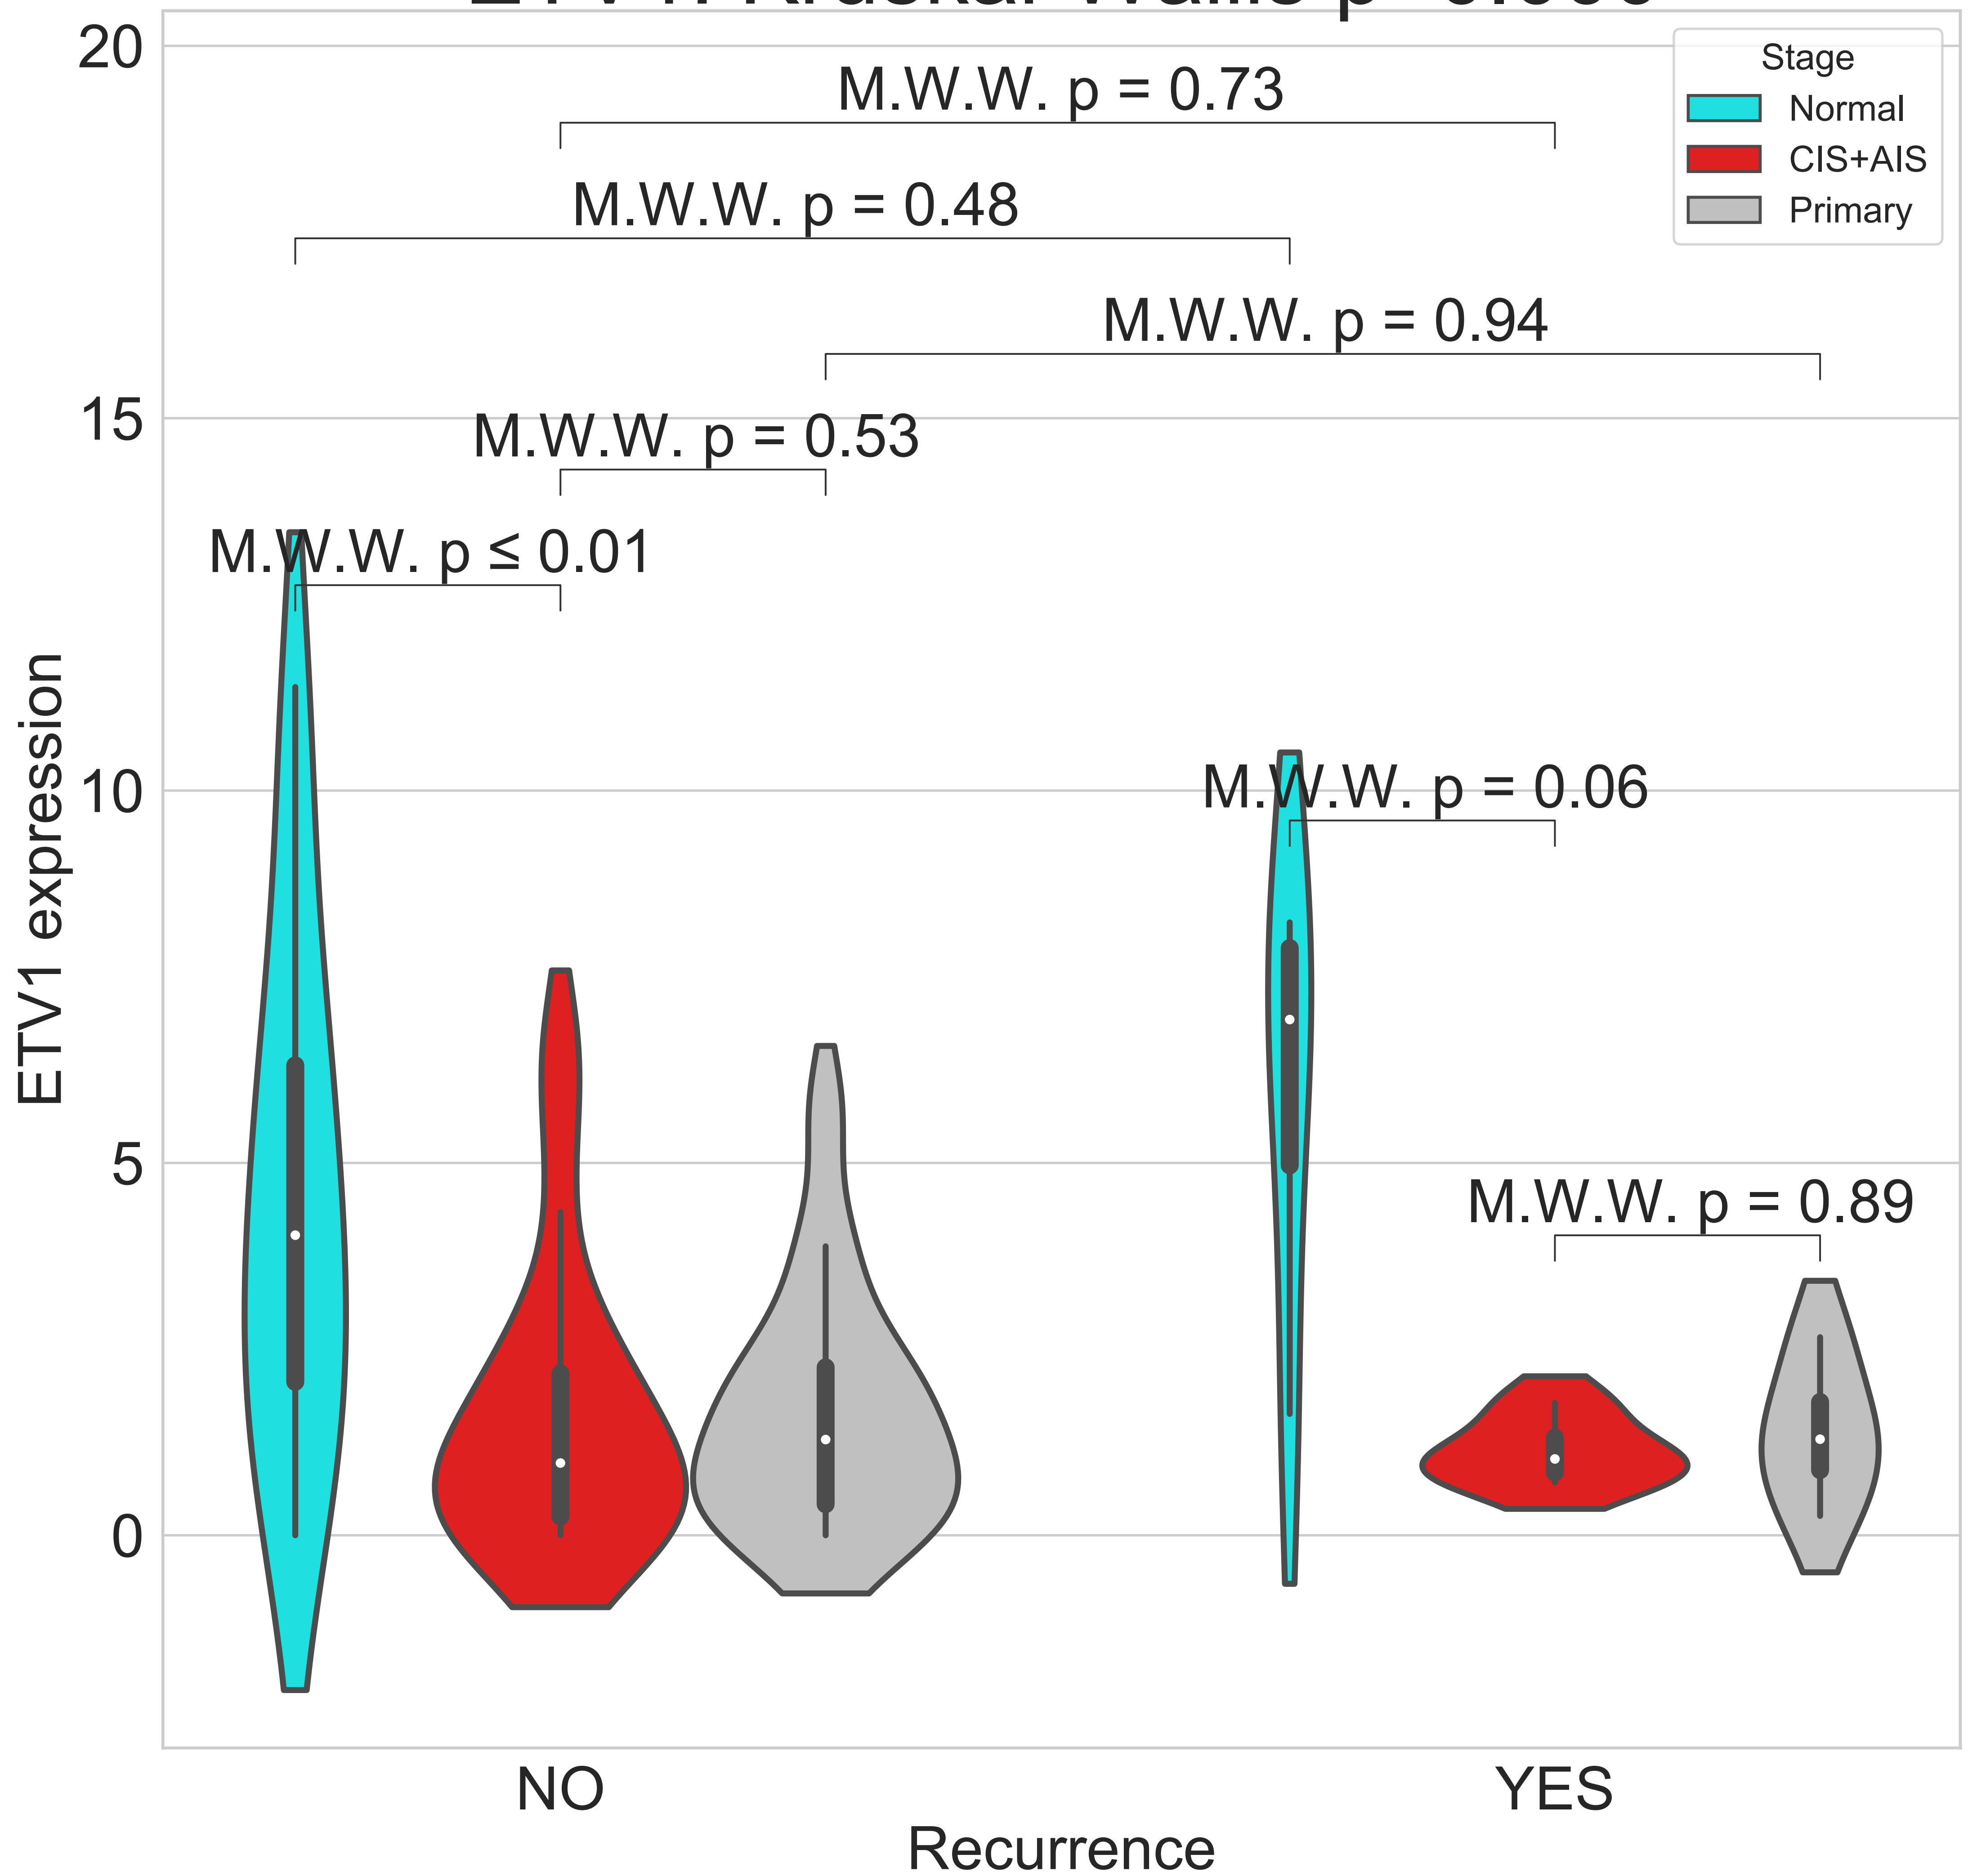 20
Stage
Normal
CIS+AIS
Primary
M.W.W. p = 0.73
M.W.W. p = 0.48
M.W.W. p = 0.94
15
M.W.W. p = 0.53
M.W.W. p ≤ 0.01
10
M.W.W. p = 0.06
ETV1 expression
5
M.W.W. p = 0.89
0
NO
YES
Recurrence